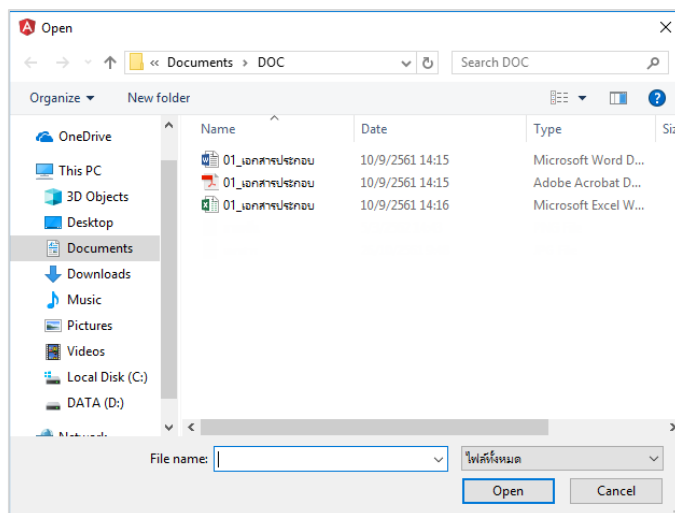 Open
« Documents > DOC
Search DOC
Organize
New folder
Name
Date
Type
Siz
01_เอกสารประกอบ
10/9/2561 14:15
Microsoft Word D...
01_เอกสารประกอบ
10/9/2561 14:15
Adobe Acrobat D...
01_เอกสารประกอบ
10/9/2561 14:16
Microsoft Excel W...
OneDrive
This PC
3D Objects
Desktop
Documents
Downloads
Music
Pictures
Videos
Local Disk (C:)
DATA (D:)
Network
File name:
ไฟล์ทั้งหมด
Open
Cancel